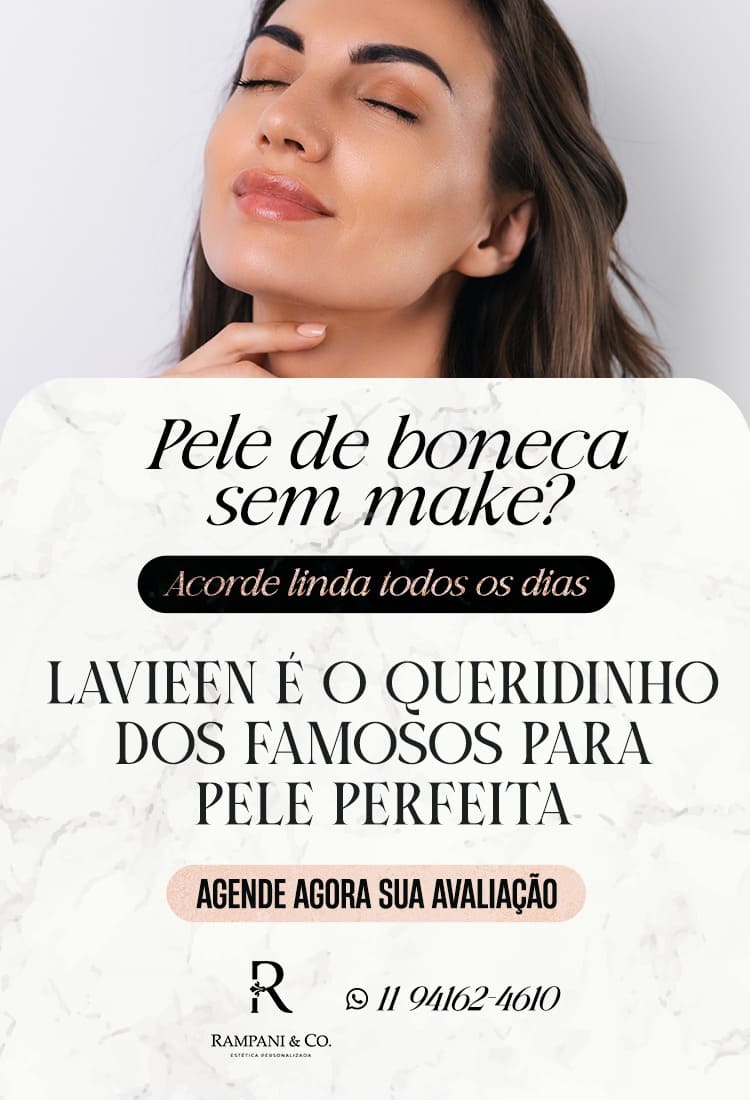 Pele de boneca
sem make?
Acorde linda todos os dias
LAVIEEN É O QUERIDINHO
DOS FAMOSOS PARA
PELE PERFEITA
AGENDE AGORA SUA AVALIAÇÃO
R
11 94162-4610
RAMPANI & CO.
ESTÉTICA PERSONALIZADA